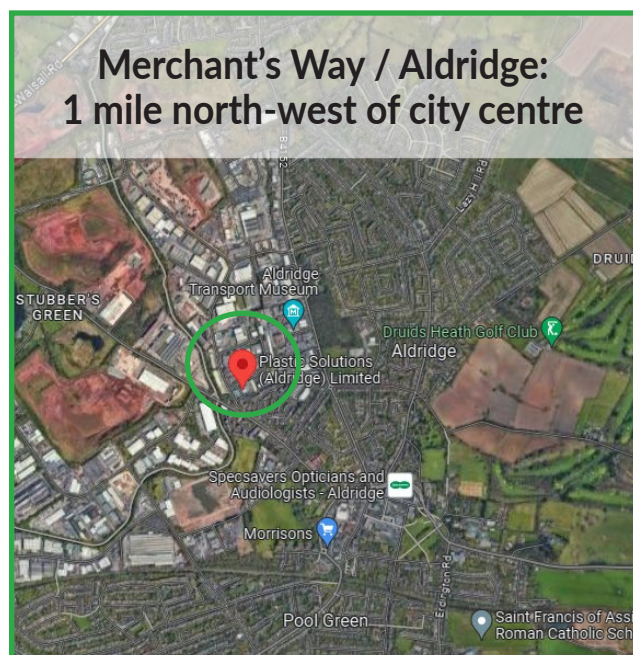 Merchant’s Way / Aldridge:
1 mile north-west of city centre
Walsall Rd
B4152
Lazy Hill Rd
Aldridge
Transport Museum
DRUID
STUBBER'S
GREEN
Druids Heath Golf Club
Aldridge
Plastic Solutions
(Aldridge) Limited
Specsavers Opticians and
Audiologists - Aldridge
Morrisons
Erdington Rd
Pool Green
Saint Francis of Assi
Roman Catholic Sch